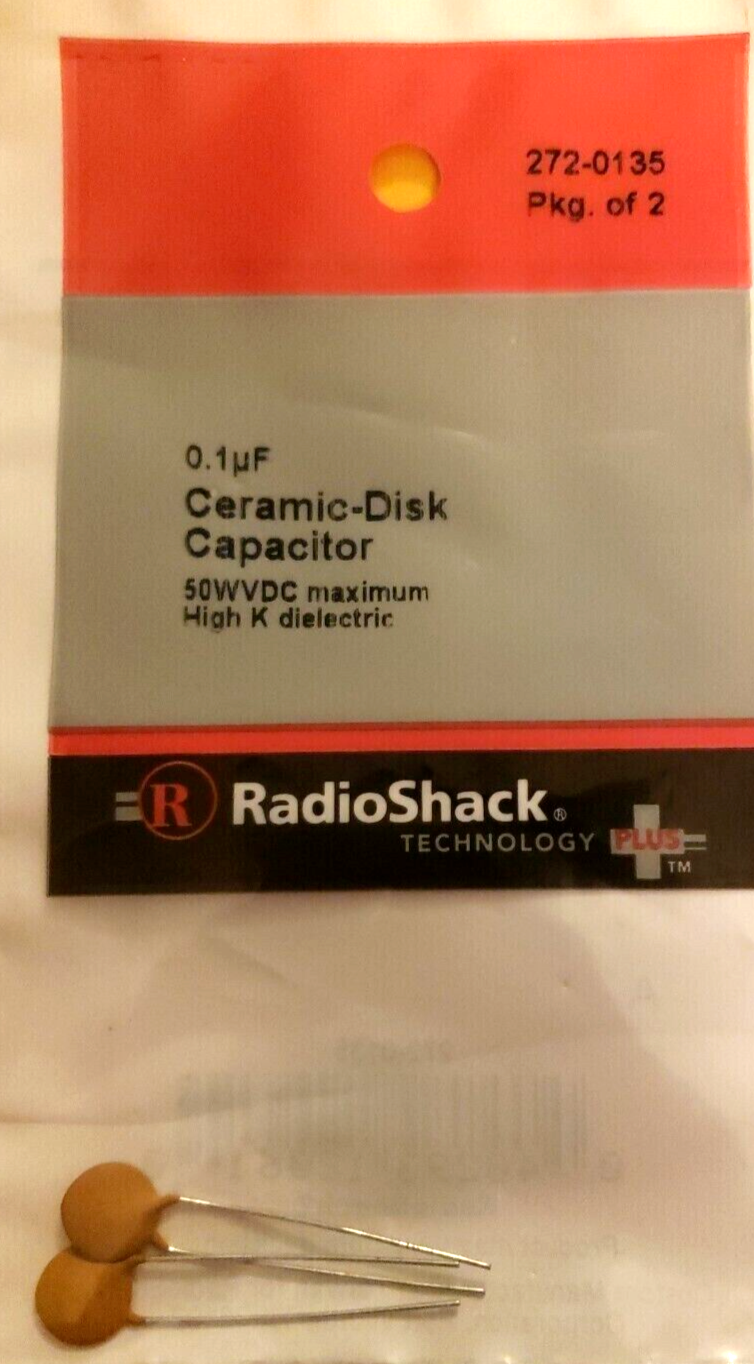 272-0135
Pkg. of 2
0.1µF
Ceramic-Disk
Capacitor
50WVDC maximum
High K dielectric
R RadioShack®
TECHNOLOGY PLUS
TM